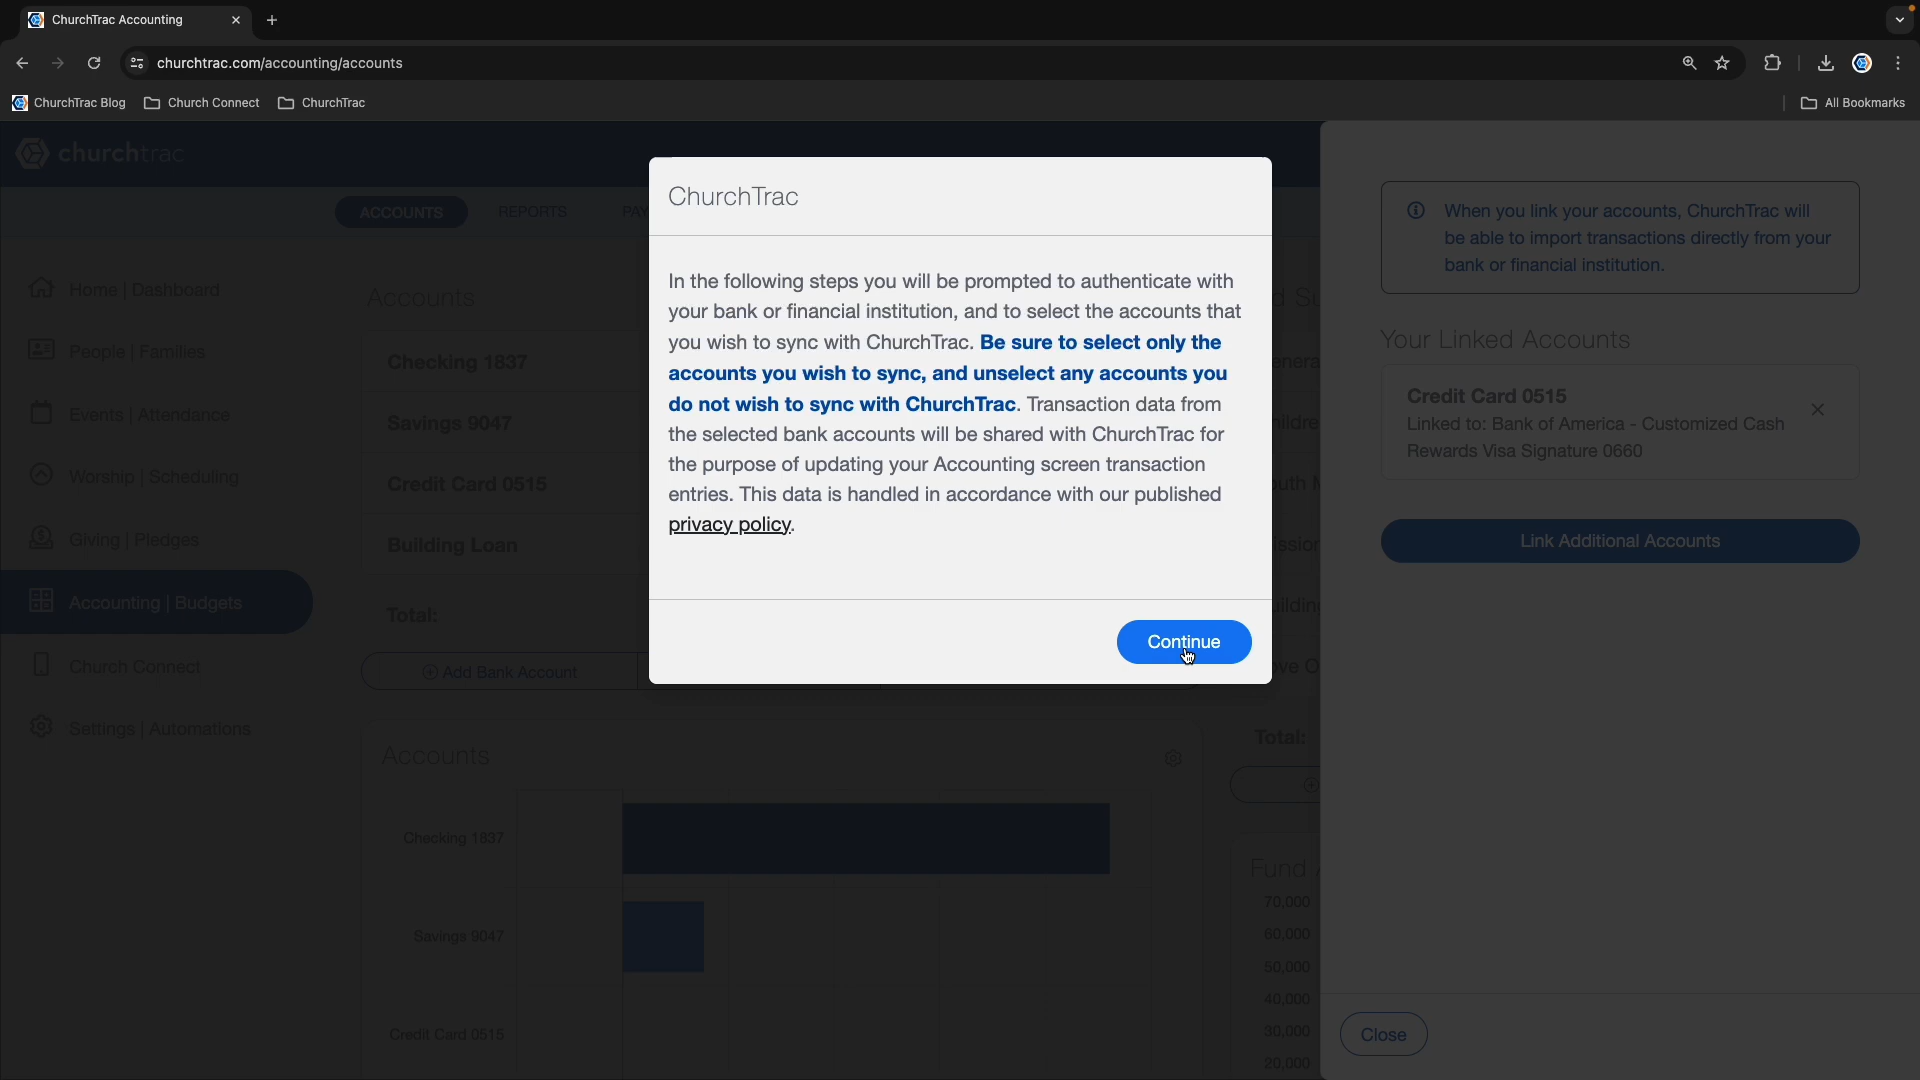 ChurchTrac Accounting
churchtrac.com/accounting/accounts
ChurchTrac Blog
Church Connect
ChurchTrac
All Bookmarks
churchtrac
ACCOUNTS
REPORTS
Home | Dashboard
People | Families
Events | Attendance
Worship | Scheduling
Giving | Pledges
Accounting | Budgets
Church Connect
Settings | Automations
Accounts
Checking 1837
Savings 9047
Credit Card 0515
Building Loan
Total:
Add Bank Account
Accounts
Checking 1837
Savings 9047
Credit Card 0515
ChurchTrac
In the following steps you will be prompted to authenticate with
your bank or financial institution, and to select the accounts that
you wish to sync with ChurchTrac. Be sure to select only the
accounts you wish to sync, and unselect any accounts you
do not wish to sync with ChurchTrac. Transaction data from
the selected bank accounts will be shared with ChurchTrac for
the purpose of updating your Accounting screen transaction
entries. This data is handled in accordance with our published
privacy policy.
Continue
Total:
Fund
70,000
60,000
50,000
40,000
30,000
20,000
When you link your accounts, ChurchTrac will
be able to import transactions directly from your
bank or financial institution.
Your Linked Accounts
Credit Card 0515
Linked to: Bank of America - Customized Cash
Rewards Visa Signature 0660
Link Additional Accounts
Close